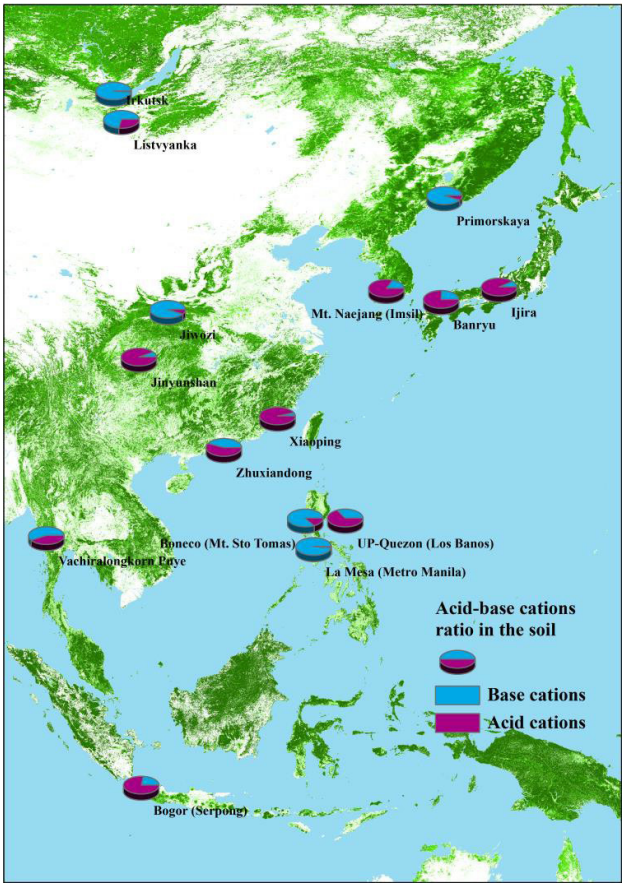 Irkutsk
Listvyanka
Primorskaya
Mt. Naejang (Imsil)
Banryu
Ijira
Jiwozi
Jinyunshan
Xiaoping
Zhuxiandong
Boneco (Mt. Sto Tomas)
UP-Quezon (Los Banos)
Vachiralongkorn Puye
La Mesa (Metro Manila)
Acid-base cations
ratio in the soil
Base cations
Acid cations
Bogor (Serpong)